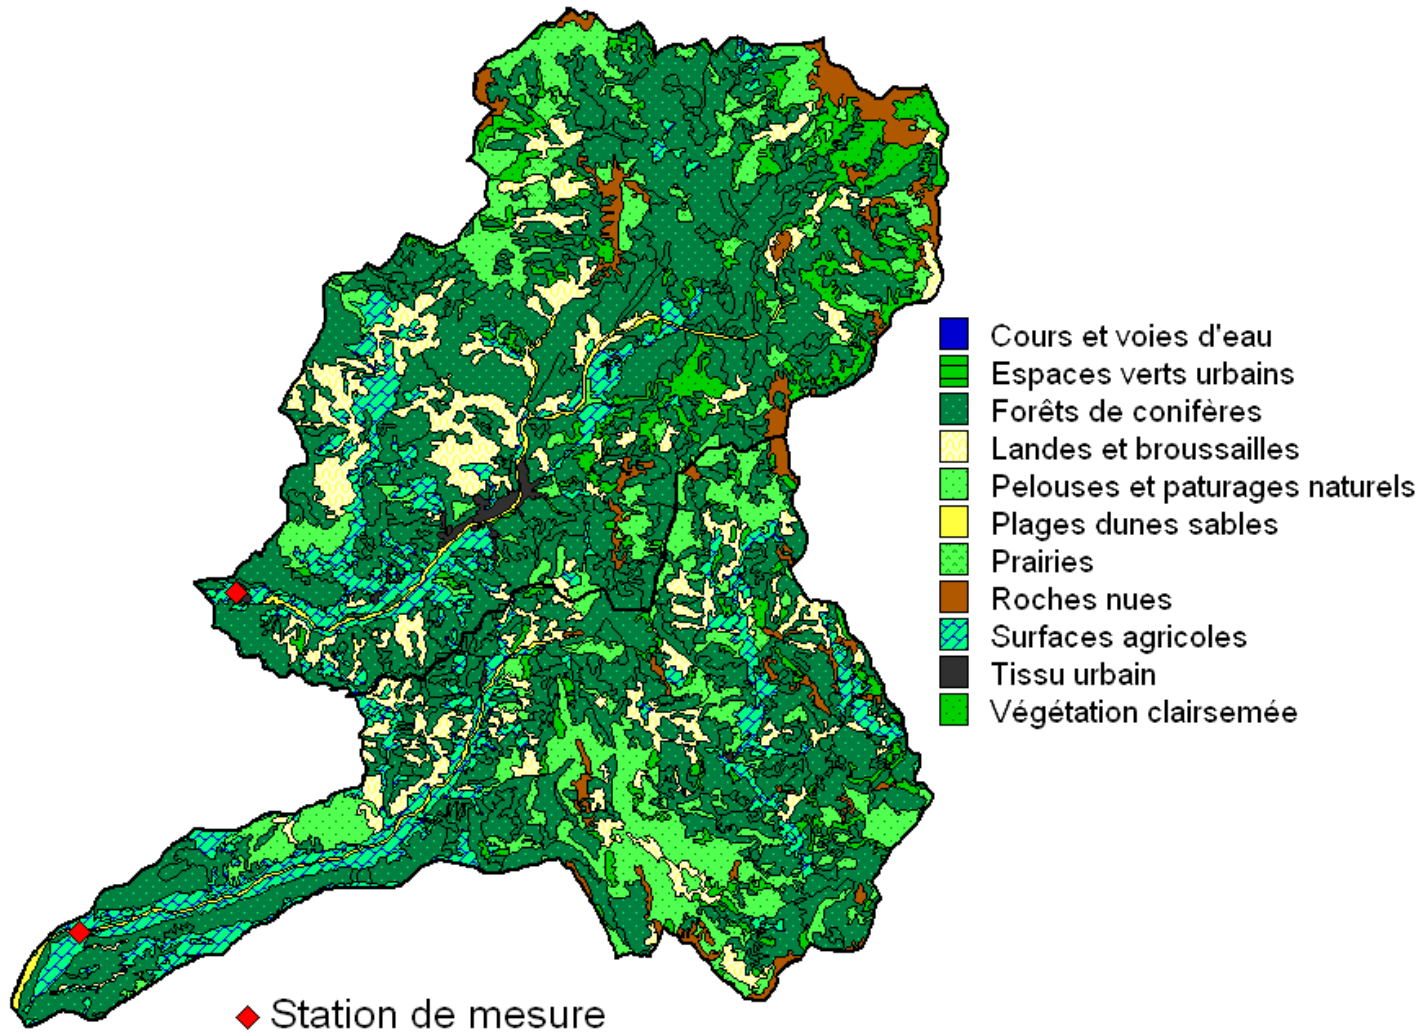 Cours et voies d'eau
Espaces verts urbains
Forêts de conifères
Landes et broussailles
Pelouses et paturages naturels
Plages dunes sables
Prairies
Roches nues
Surfaces agricoles
Tissu urbain
Végétation clairsemée
Station de mesure